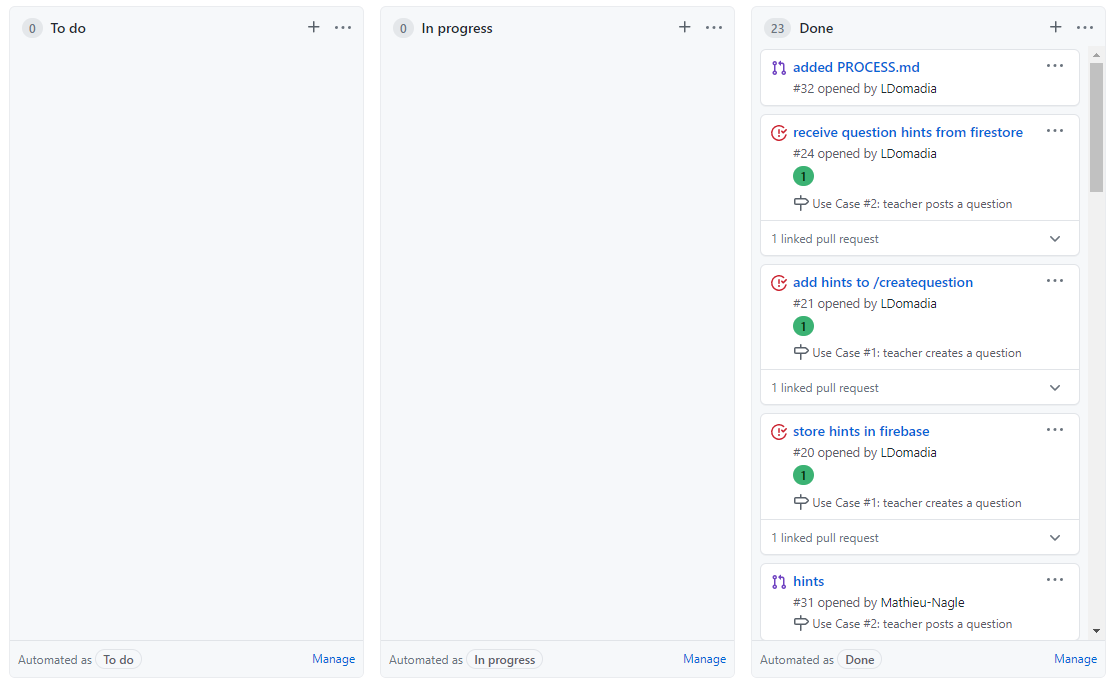 0 To do
0 In progress
23 Done
added PROCESS.md
#32 opened by LDomadia
receive question hints from firestore
#24 opened by LDomadia
1
Use Case #2: teacher posts a question
1 linked pull request
add hints to /createquestion
#21 opened by LDomadia
1
Use Case #1: teacher creates a question
1 linked pull request
store hints in firebase
#20 opened by LDomadia
1
Use Case #1: teacher creates a question
1 linked pull request
hints
#31 opened by Mathieu-Nagle
Use Case #2: teacher posts a question
Automated as To do Manage
Automated as In progress Manage
Automated as Done Manage